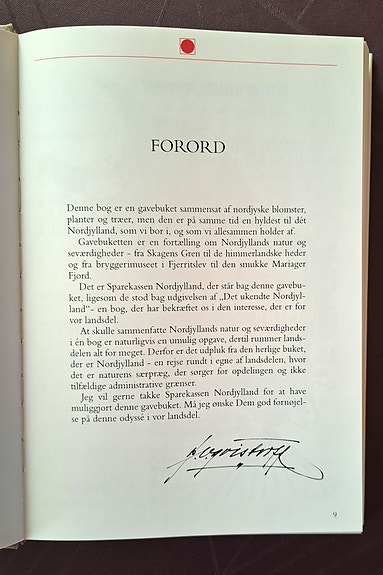 FORORD
Denne bog er en gavebuket sammensat af nordjyske blomster,
planter og træer, men den er på samme tid en hyldest til dét
Nordjylland, som vi bor i, og som vi allesammen holder af.
Gavebuketten er en fortælling om Nordjyllands natur og
seværdigheder - fra Skagens Gren til de himmerlandske heder
og fra bryggerimuseet i Fjerritslev til den smukke Mariager
Fjord.
Det er Sparekassen Nordjylland, der står bag denne gavebu-
ket, ligesom de stod bag udgivelsen af „Det ukendte Nordjyl-
land“- en bog, der har bekræftet os i den interesse, der er for
vor landsdel.
At skulle sammenfatte Nordjyllands natur og seværdigheder
i én bog er naturligvis en umulig opgave, dertil rummer lands-
delen alt for meget. Derfor er det udpluk fra den herlige buket,
der er Nordjylland - en rejse rundt i egne af landsdelen, hvor
det er naturens særpræg, der sørger for opdelingen og ikke
tilfældige administrative grænser.
Jeg vil gerne takke Sparekassen Nordjylland for at have
muliggjort denne gavebuket. Må jeg ønske Dem god fornøjel-
se på denne odyssé i vor landsdel.
9